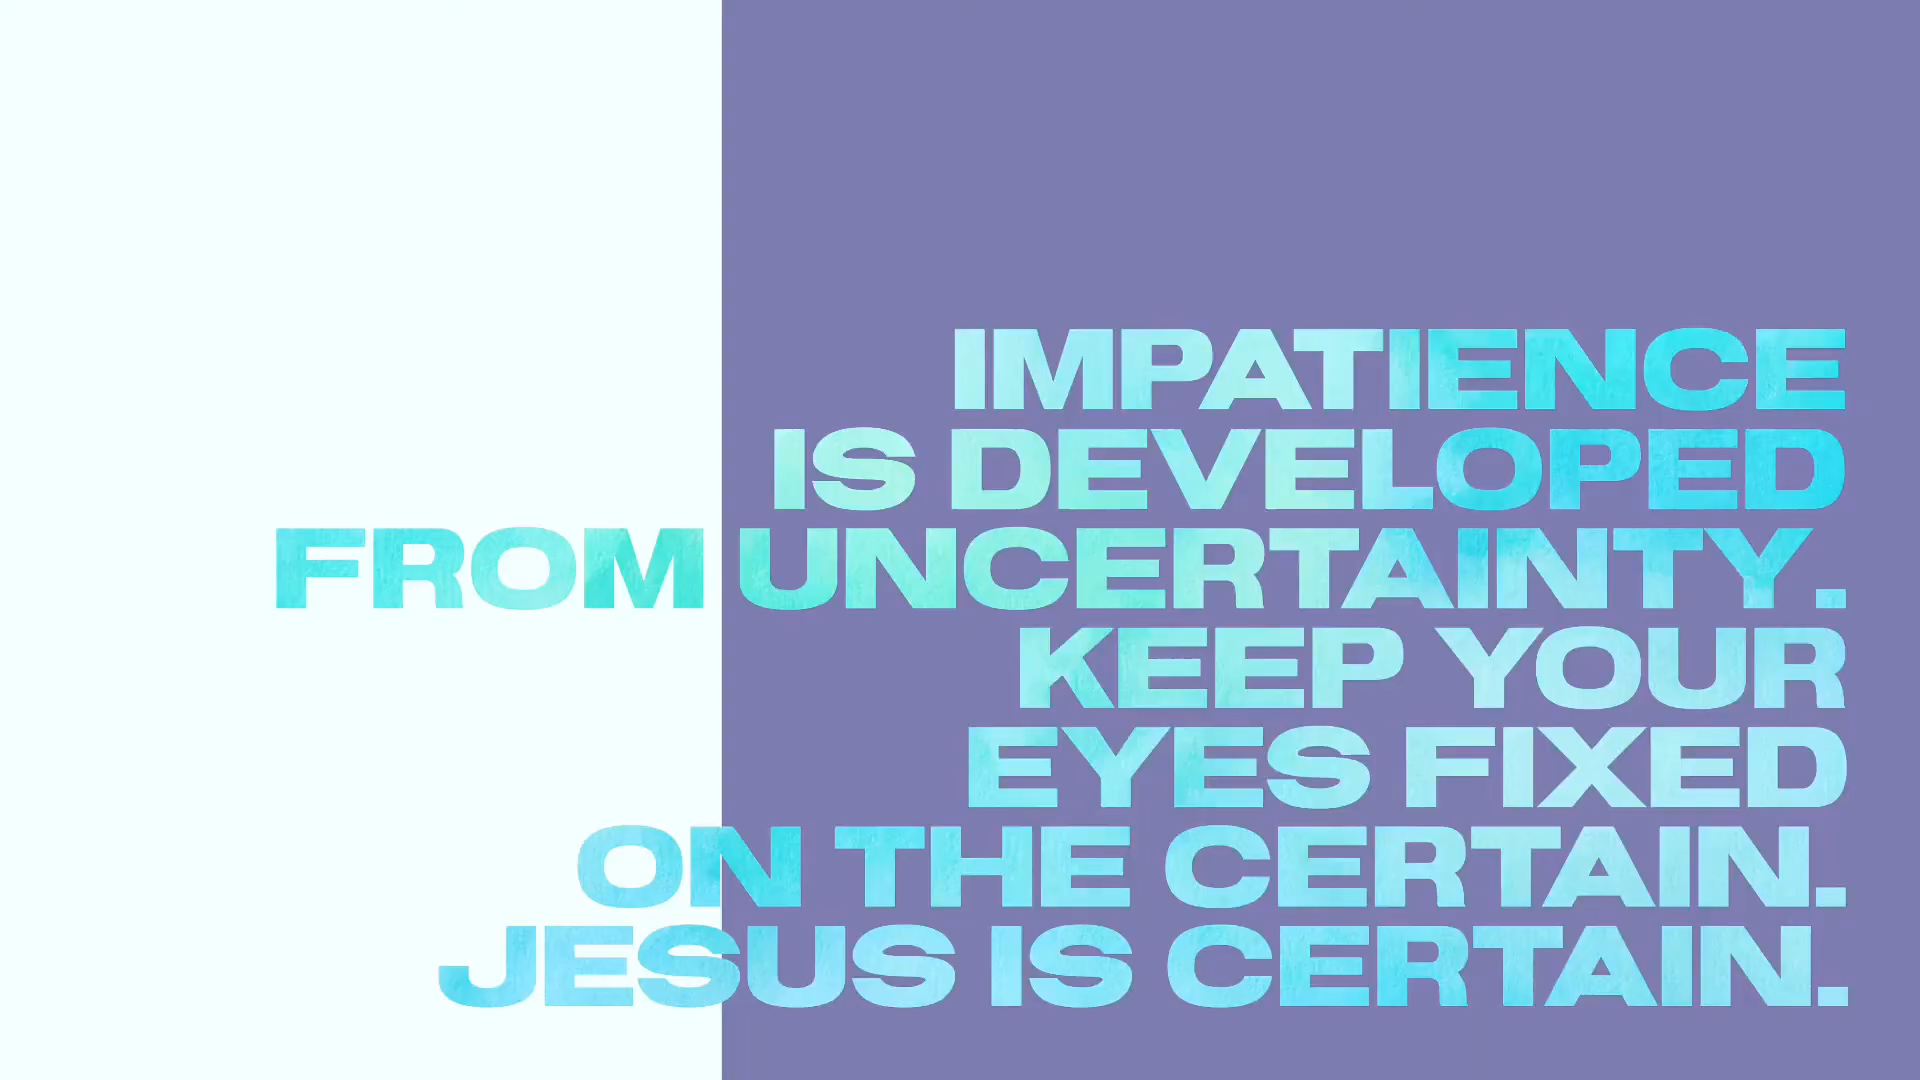 IMPATIENCE
IS DEVELOPED
FROM UNCERTAINTY.
KEEP YOUR
EYES FIXED
ON THE CERTAIN.
JESUS IS CERTAIN.